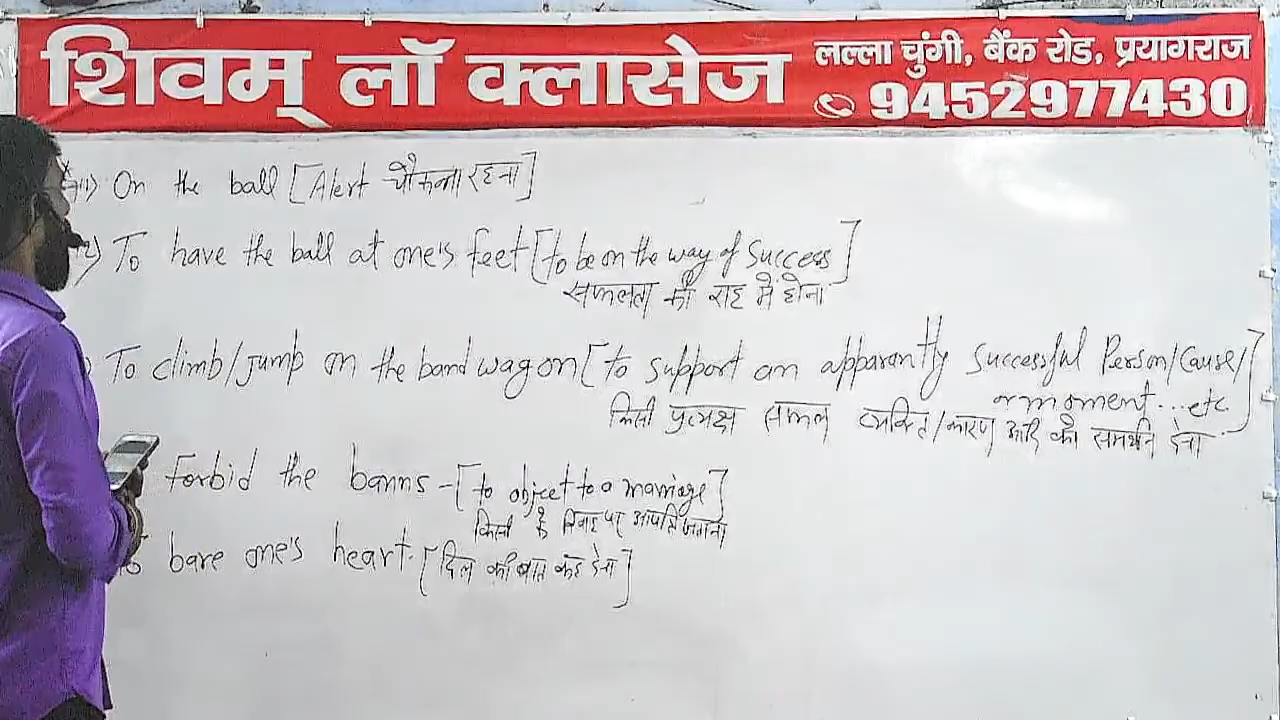 शिवम् लॉ क्लासेज
लल्ला चुंगी, बैंक रोड, प्रयागराज
9452977430
On the ball [Alert चौकन्ना रहना]
To have the ball at one's feet [to be on the way of success]
सफलता की राह में होना
To climb/jump on the band wagon [to support an apparantly successful Person/Cause/
or moment...etc.]
किसी प्रत्यक्ष सफल व्यक्ति/कारण आदि को समर्थन देना
Forbid the banns - [to object to a marriage]
किसी के विवाह पर आपत्ति जताना
bare one's heart. [दिल की बात कह देना]